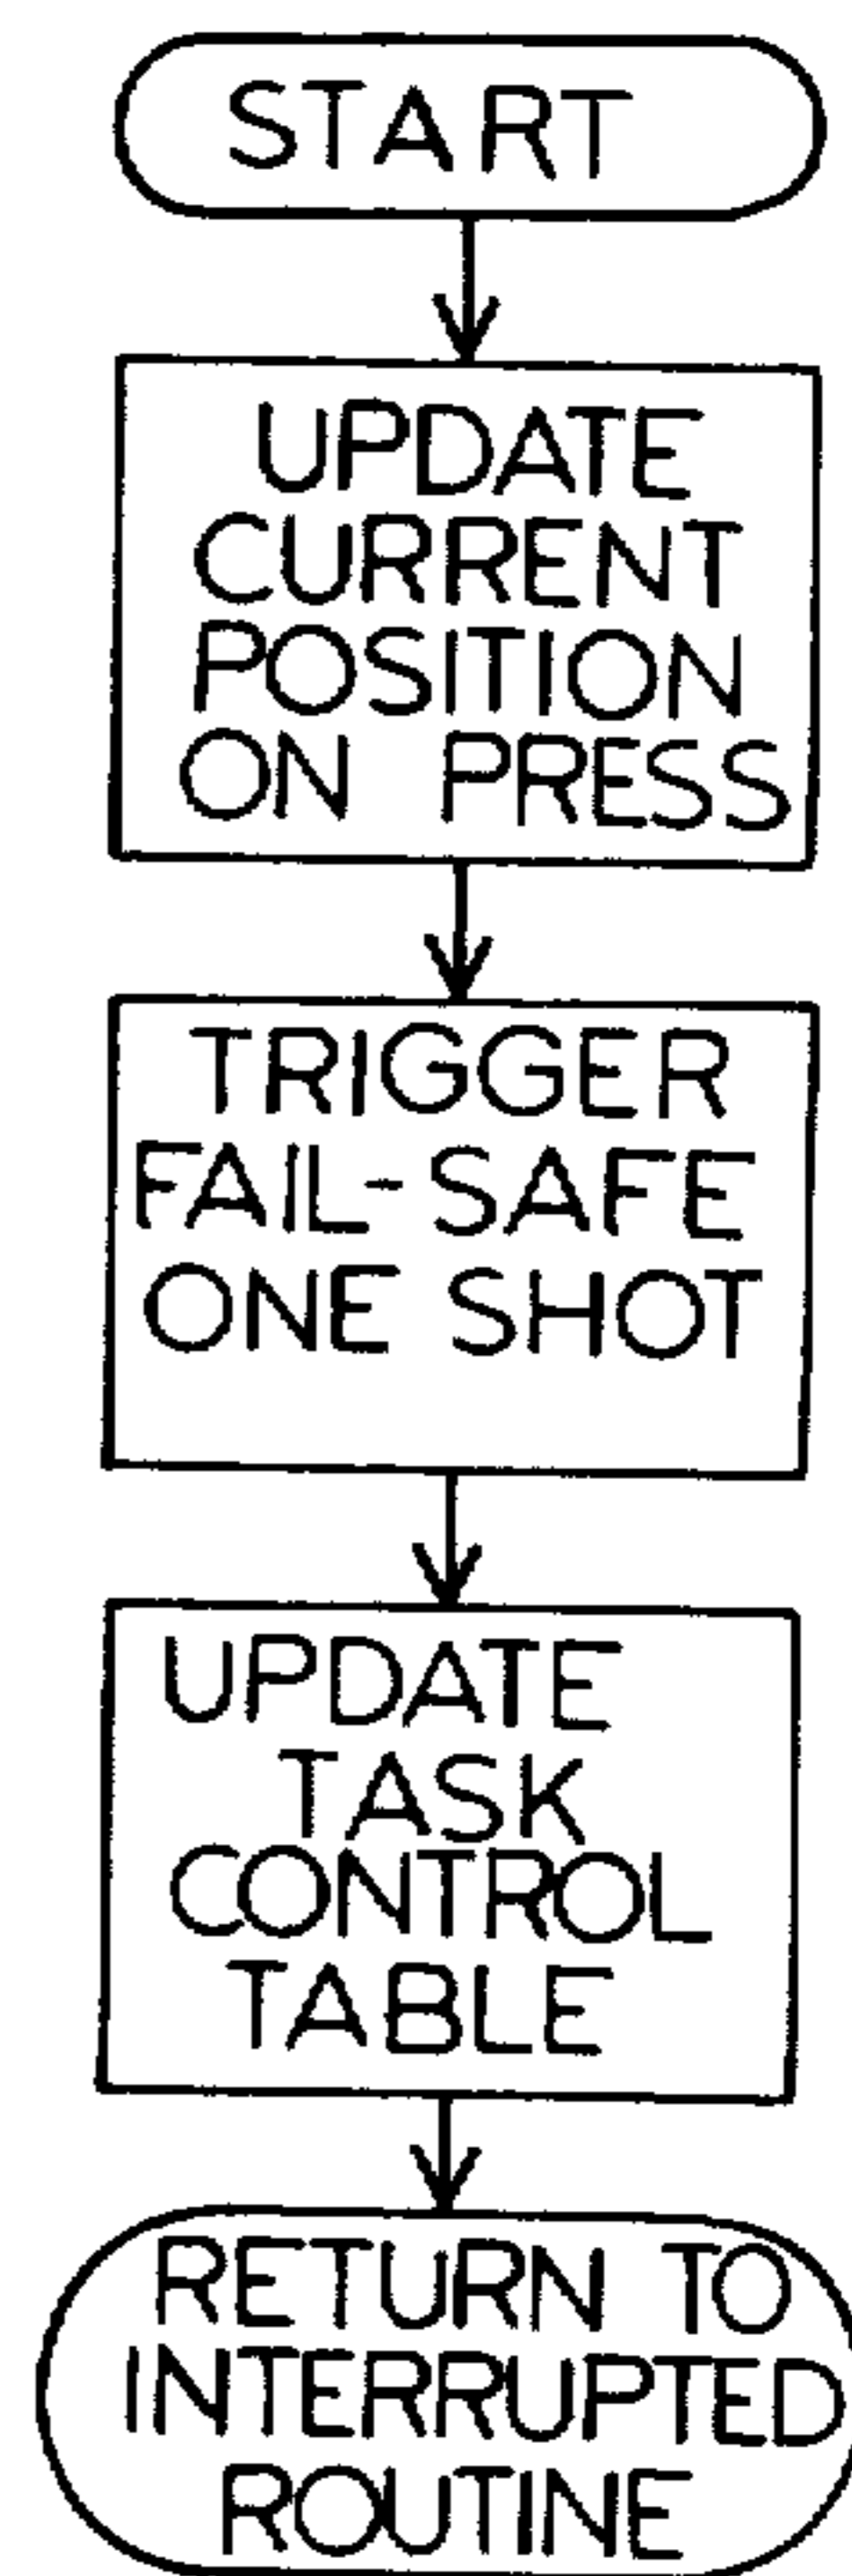 START
UPDATE
CURRENT
POSITION
ON PRESS
TRIGGER
FAIL-SAFE
ONE SHOT
UPDATE
TASK
CONTROL
TABLE
RETURN TO
INTERRUPTED
ROUTINE